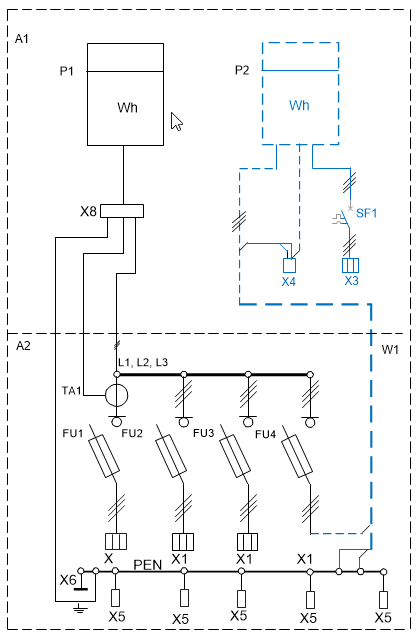 A1
P1
Wh
P2
Wh
X8
SF1
X4
X3
A2
W1
L1, L2, L3
TA1
FU1
FU2
FU3
FU4
X
X1
X1
X1
PEN
X6
X5
X5
X5
X5
X5